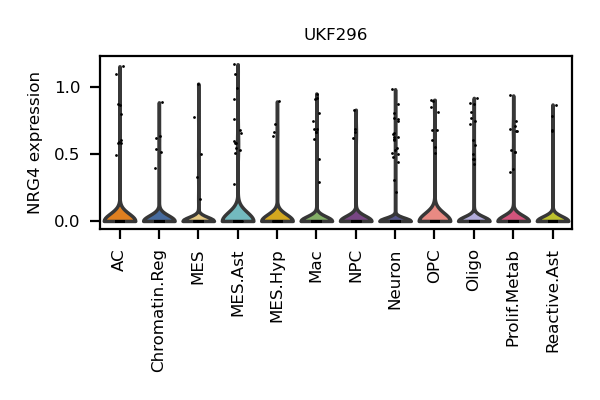 UKF296
NRG4 expression
1.0
0.5
0.0
AC
Chromatin.Reg
MES
MES.Ast
MES.Hyp
Mac
NPC
Neuron
OPC
Oligo
Prolif.Metab
Reactive.Ast